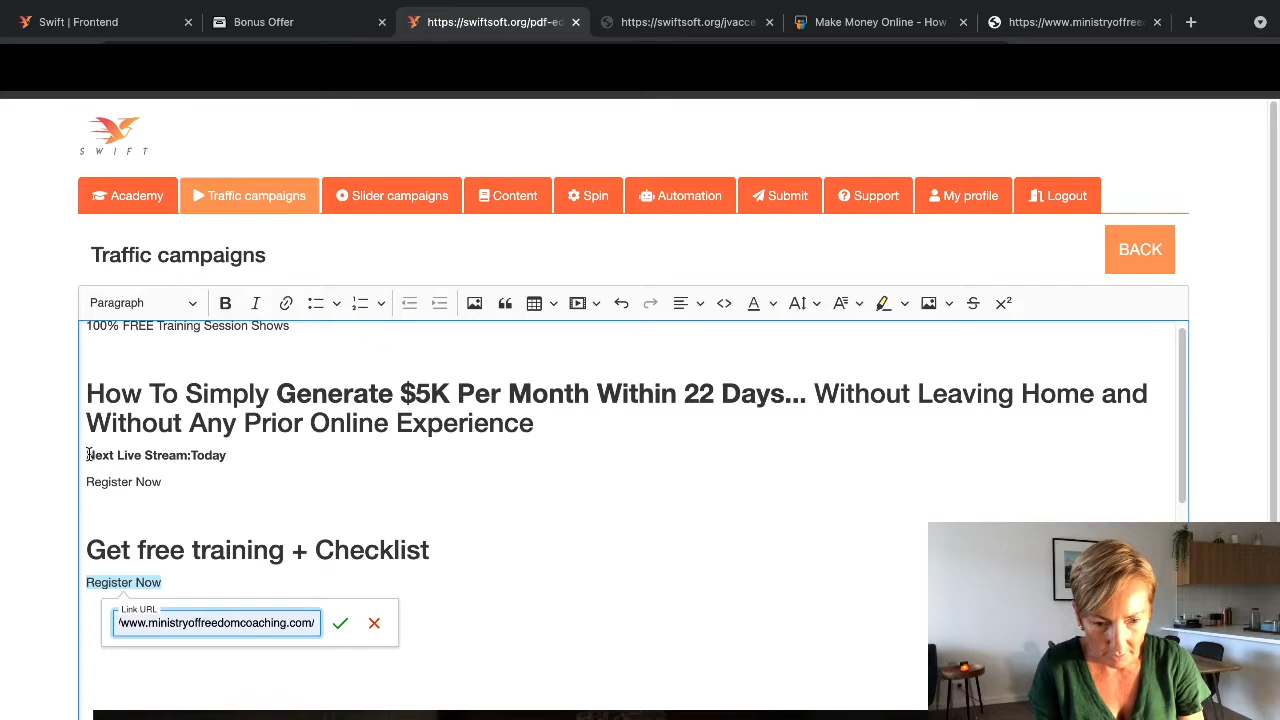 Swift | Frontend
Bonus Offer
https://swiftsoft.org/pdf-ed
https://swiftsoft.org/jvacce
Make Money Online - How
https://www.ministryoffree
SWIFT
Academy
Traffic campaigns
Slider campaigns
Content
Spin
Automation
Submit
Support
My profile
Logout
Traffic campaigns
BACK
Paragraph
100% FREE Training Session Shows
How To Simply Generate $5K Per Month Within 22 Days... Without Leaving Home and
Without Any Prior Online Experience
Next Live Stream:Today
Register Now
Get free training + Checklist
Register Now
Link URL
/www.ministryoffreedomcoaching.com/